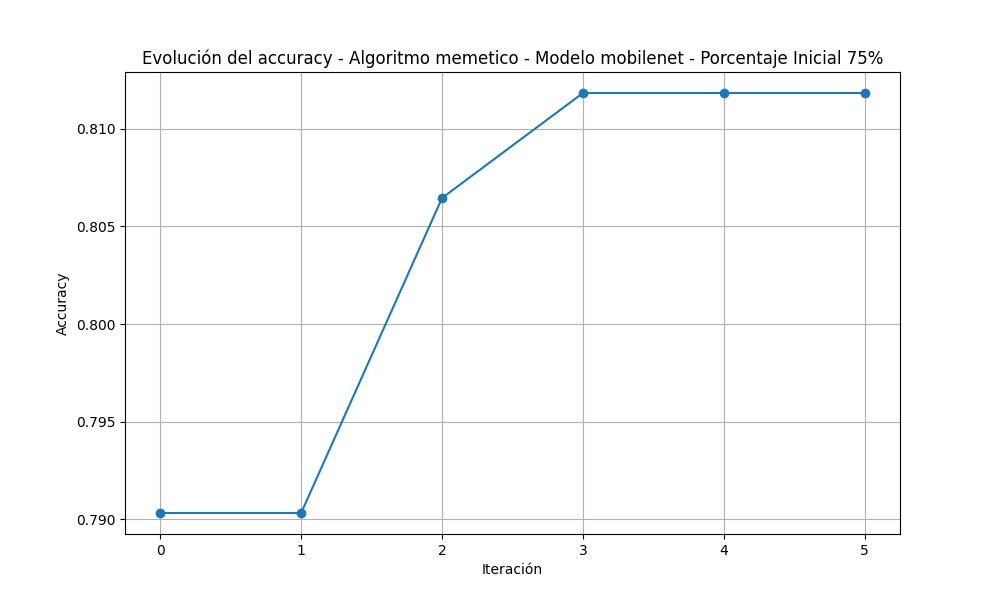 Evolución del accuracy - Algoritmo memetico - Modelo mobilenet - Porcentaje Inicial 75%
0.810
0.805
0.800
0.795
0.790
Accuracy
0 1 2 3 4 5
Iteración